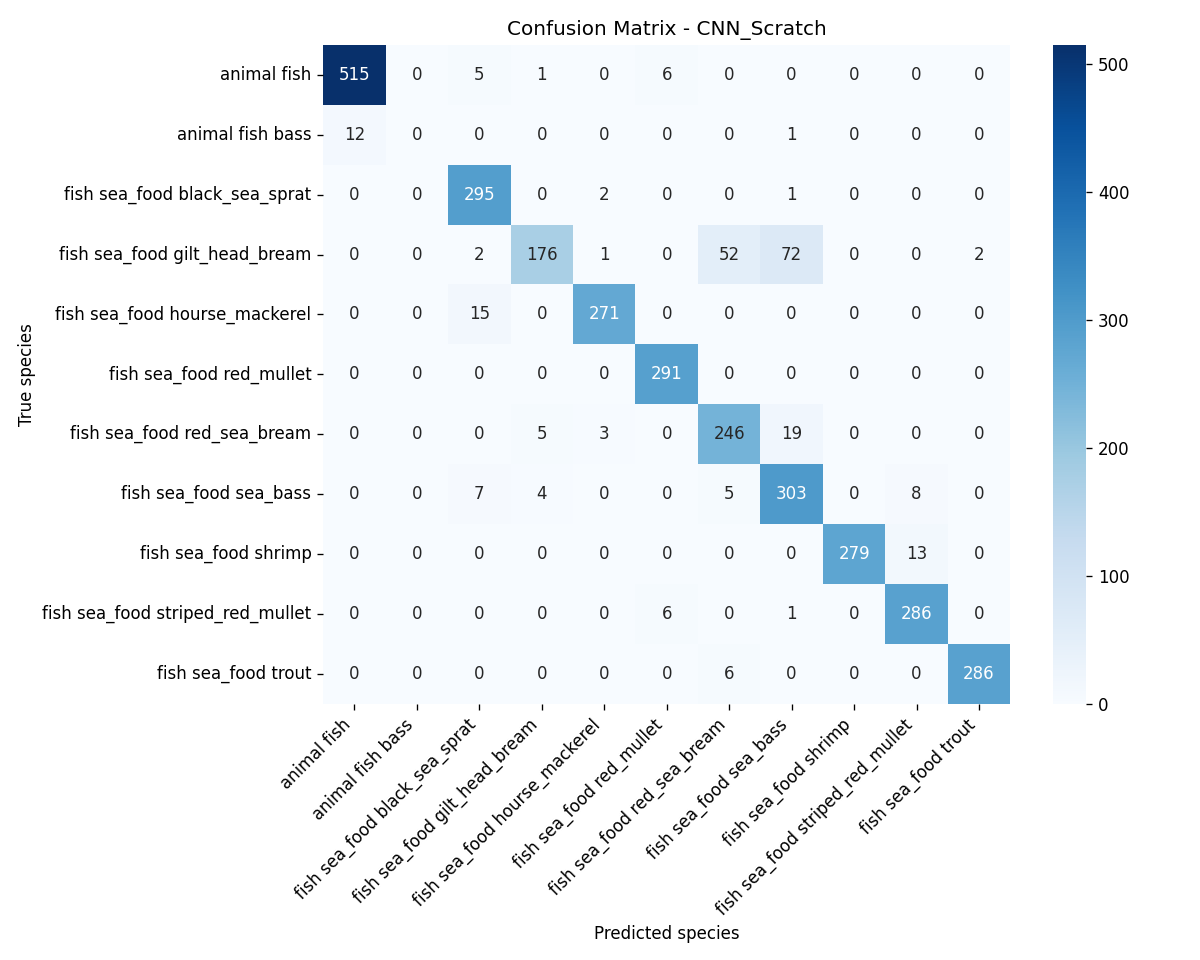 Confusion Matrix - CNN_Scratch
animal fish 515 0 5 1 0 6 0 0 0 0 0
animal fish bass 12 0 0 0 0 0 0 1 0 0 0
fish sea_food black_sea_sprat 0 0 295 0 2 0 0 1 0 0 0
fish sea_food gilt_head_bream 0 0 2 176 1 0 52 72 0 0 2
fish sea_food hourse_mackerel 0 0 15 0 271 0 0 0 0 0 0
fish sea_food red_mullet 0 0 0 0 0 291 0 0 0 0 0
fish sea_food red_sea_bream 0 0 0 5 3 0 246 19 0 0 0
fish sea_food sea_bass 0 0 7 4 0 0 5 303 0 8 0
fish sea_food shrimp 0 0 0 0 0 0 0 0 279 13 0
fish sea_food striped_red_mullet 0 0 0 0 0 6 0 1 0 286 0
fish sea_food trout 0 0 0 0 0 0 6 0 0 0 286
True species
animal fish
animal fish bass
fish sea_food black_sea_sprat
fish sea_food gilt_head_bream
fish sea_food hourse_mackerel
fish sea_food red_mullet
fish sea_food red_sea_bream
fish sea_food sea_bass
fish sea_food shrimp
fish sea_food striped_red_mullet
fish sea_food trout
Predicted species
500
400
300
200
100
0